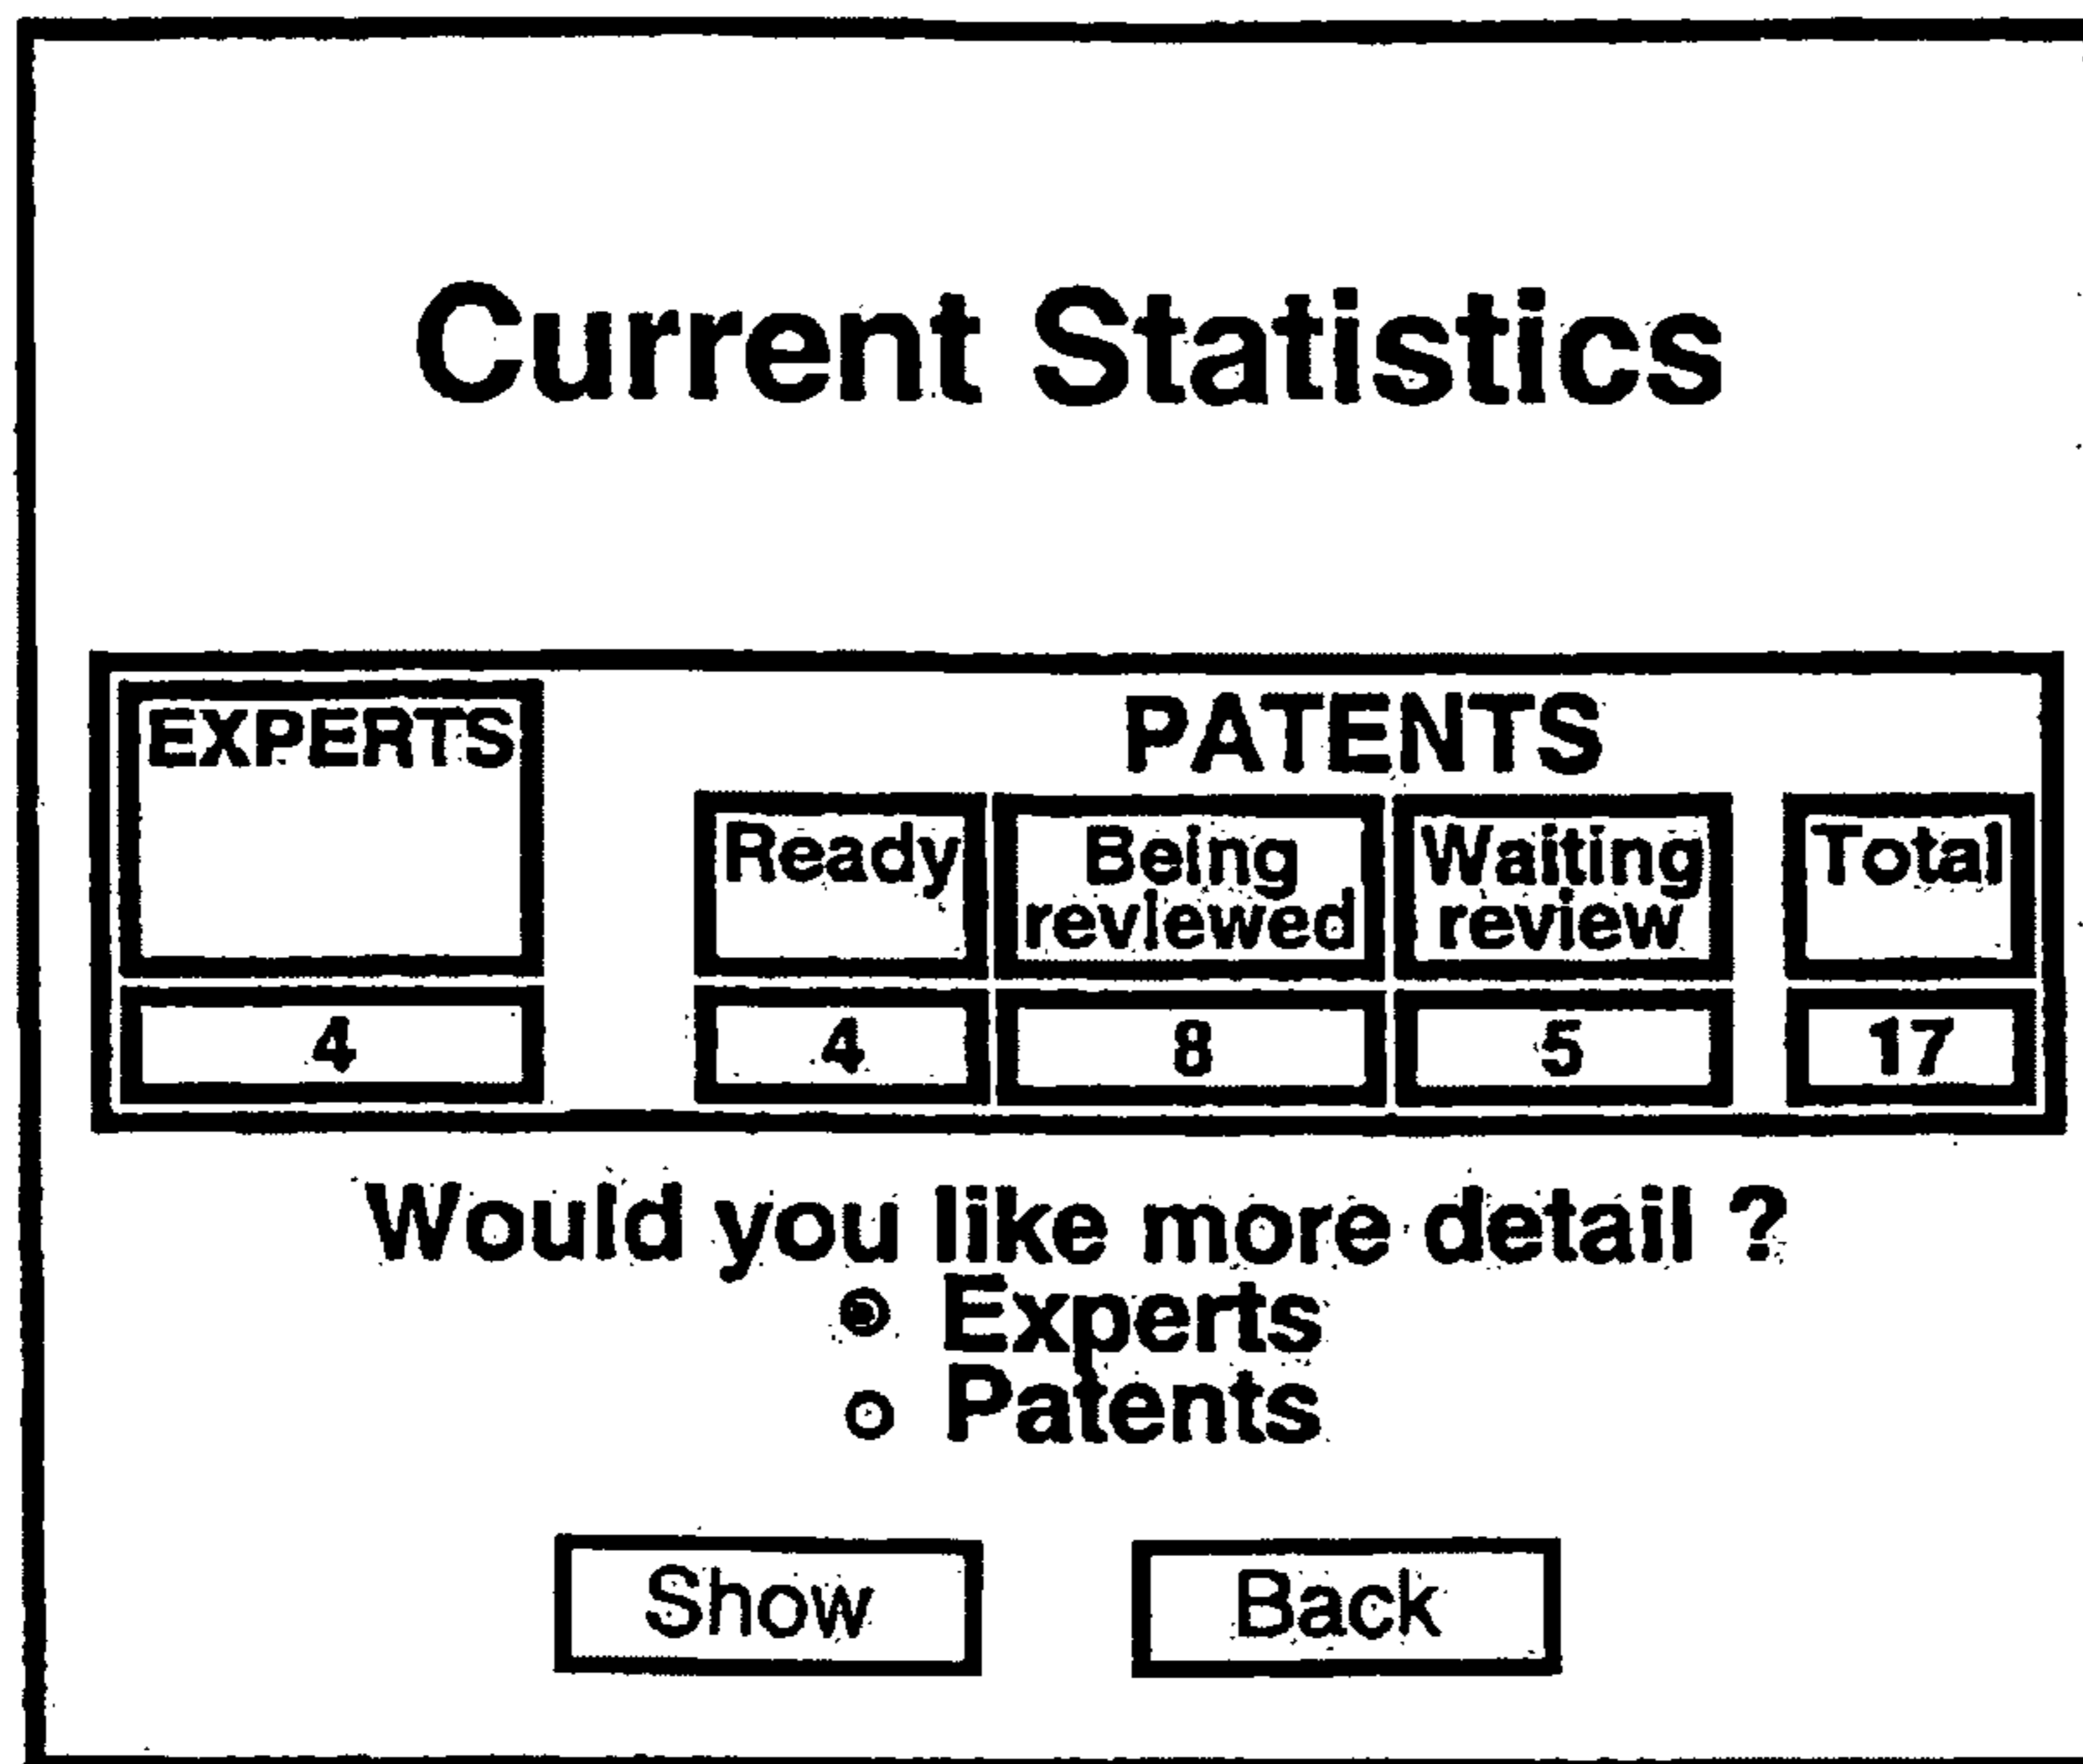 Current Statistics
EXPERTS
PATENTS
Ready
Being
reviewed
Waiting
review
Total
4
4
8
5
17
Would you like more detail ?
Experts
Patents
Show
Back